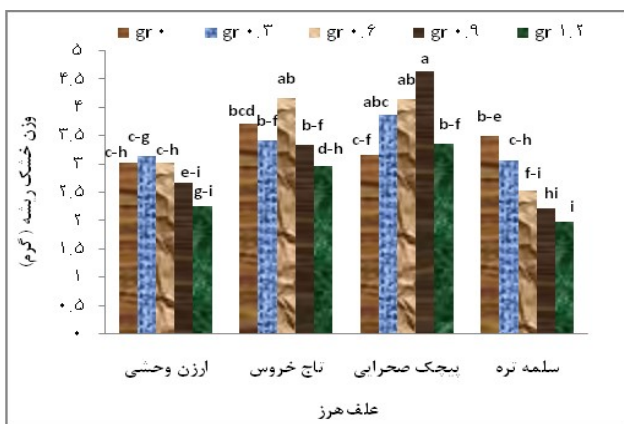 gr ۰ gr ۰.۳ gr ۰.۶ gr ۰.۹ gr ۱.۲
وزن خشک ریشه (گرم)
۵
۴.۵
۴
۳.۵
۳
۲.۵
۲
۱.۵
۱
۰.۵
۰
c-h c-g c-h e-i g-i
bcd b-f ab b-f d-h
c-f abc ab a b-f
b-e c-h f-i hi i
ارزن وحشی تاج خروس پیچک صحرایی سلمه تره
علف هرز